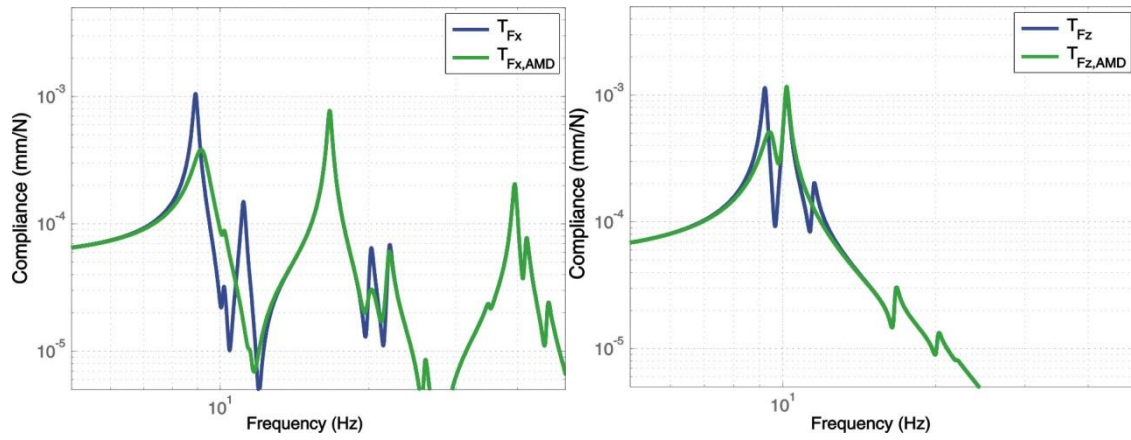 T_Fx
T_Fx,AMD
Compliance (mm/N)
10^-3
10^-4
10^-5
10^1
Frequency (Hz)
T_Fz
T_Fz,AMD
Compliance (mm/N)
10^-3
10^-4
10^-5
10^1
Frequency (Hz)